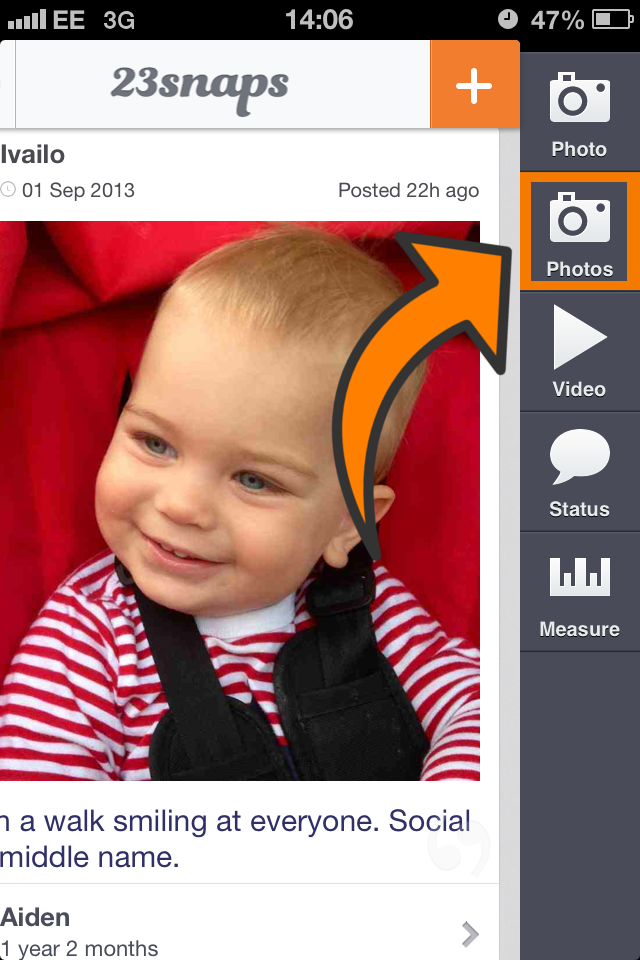 EE 3G 14:06 47%
23snaps
Ivailo
01 Sep 2013 Posted 22h ago
a walk smiling at everyone. Social
middle name.
Aiden
1 year 2 months
Photo
Photos
Video
Status
Measure